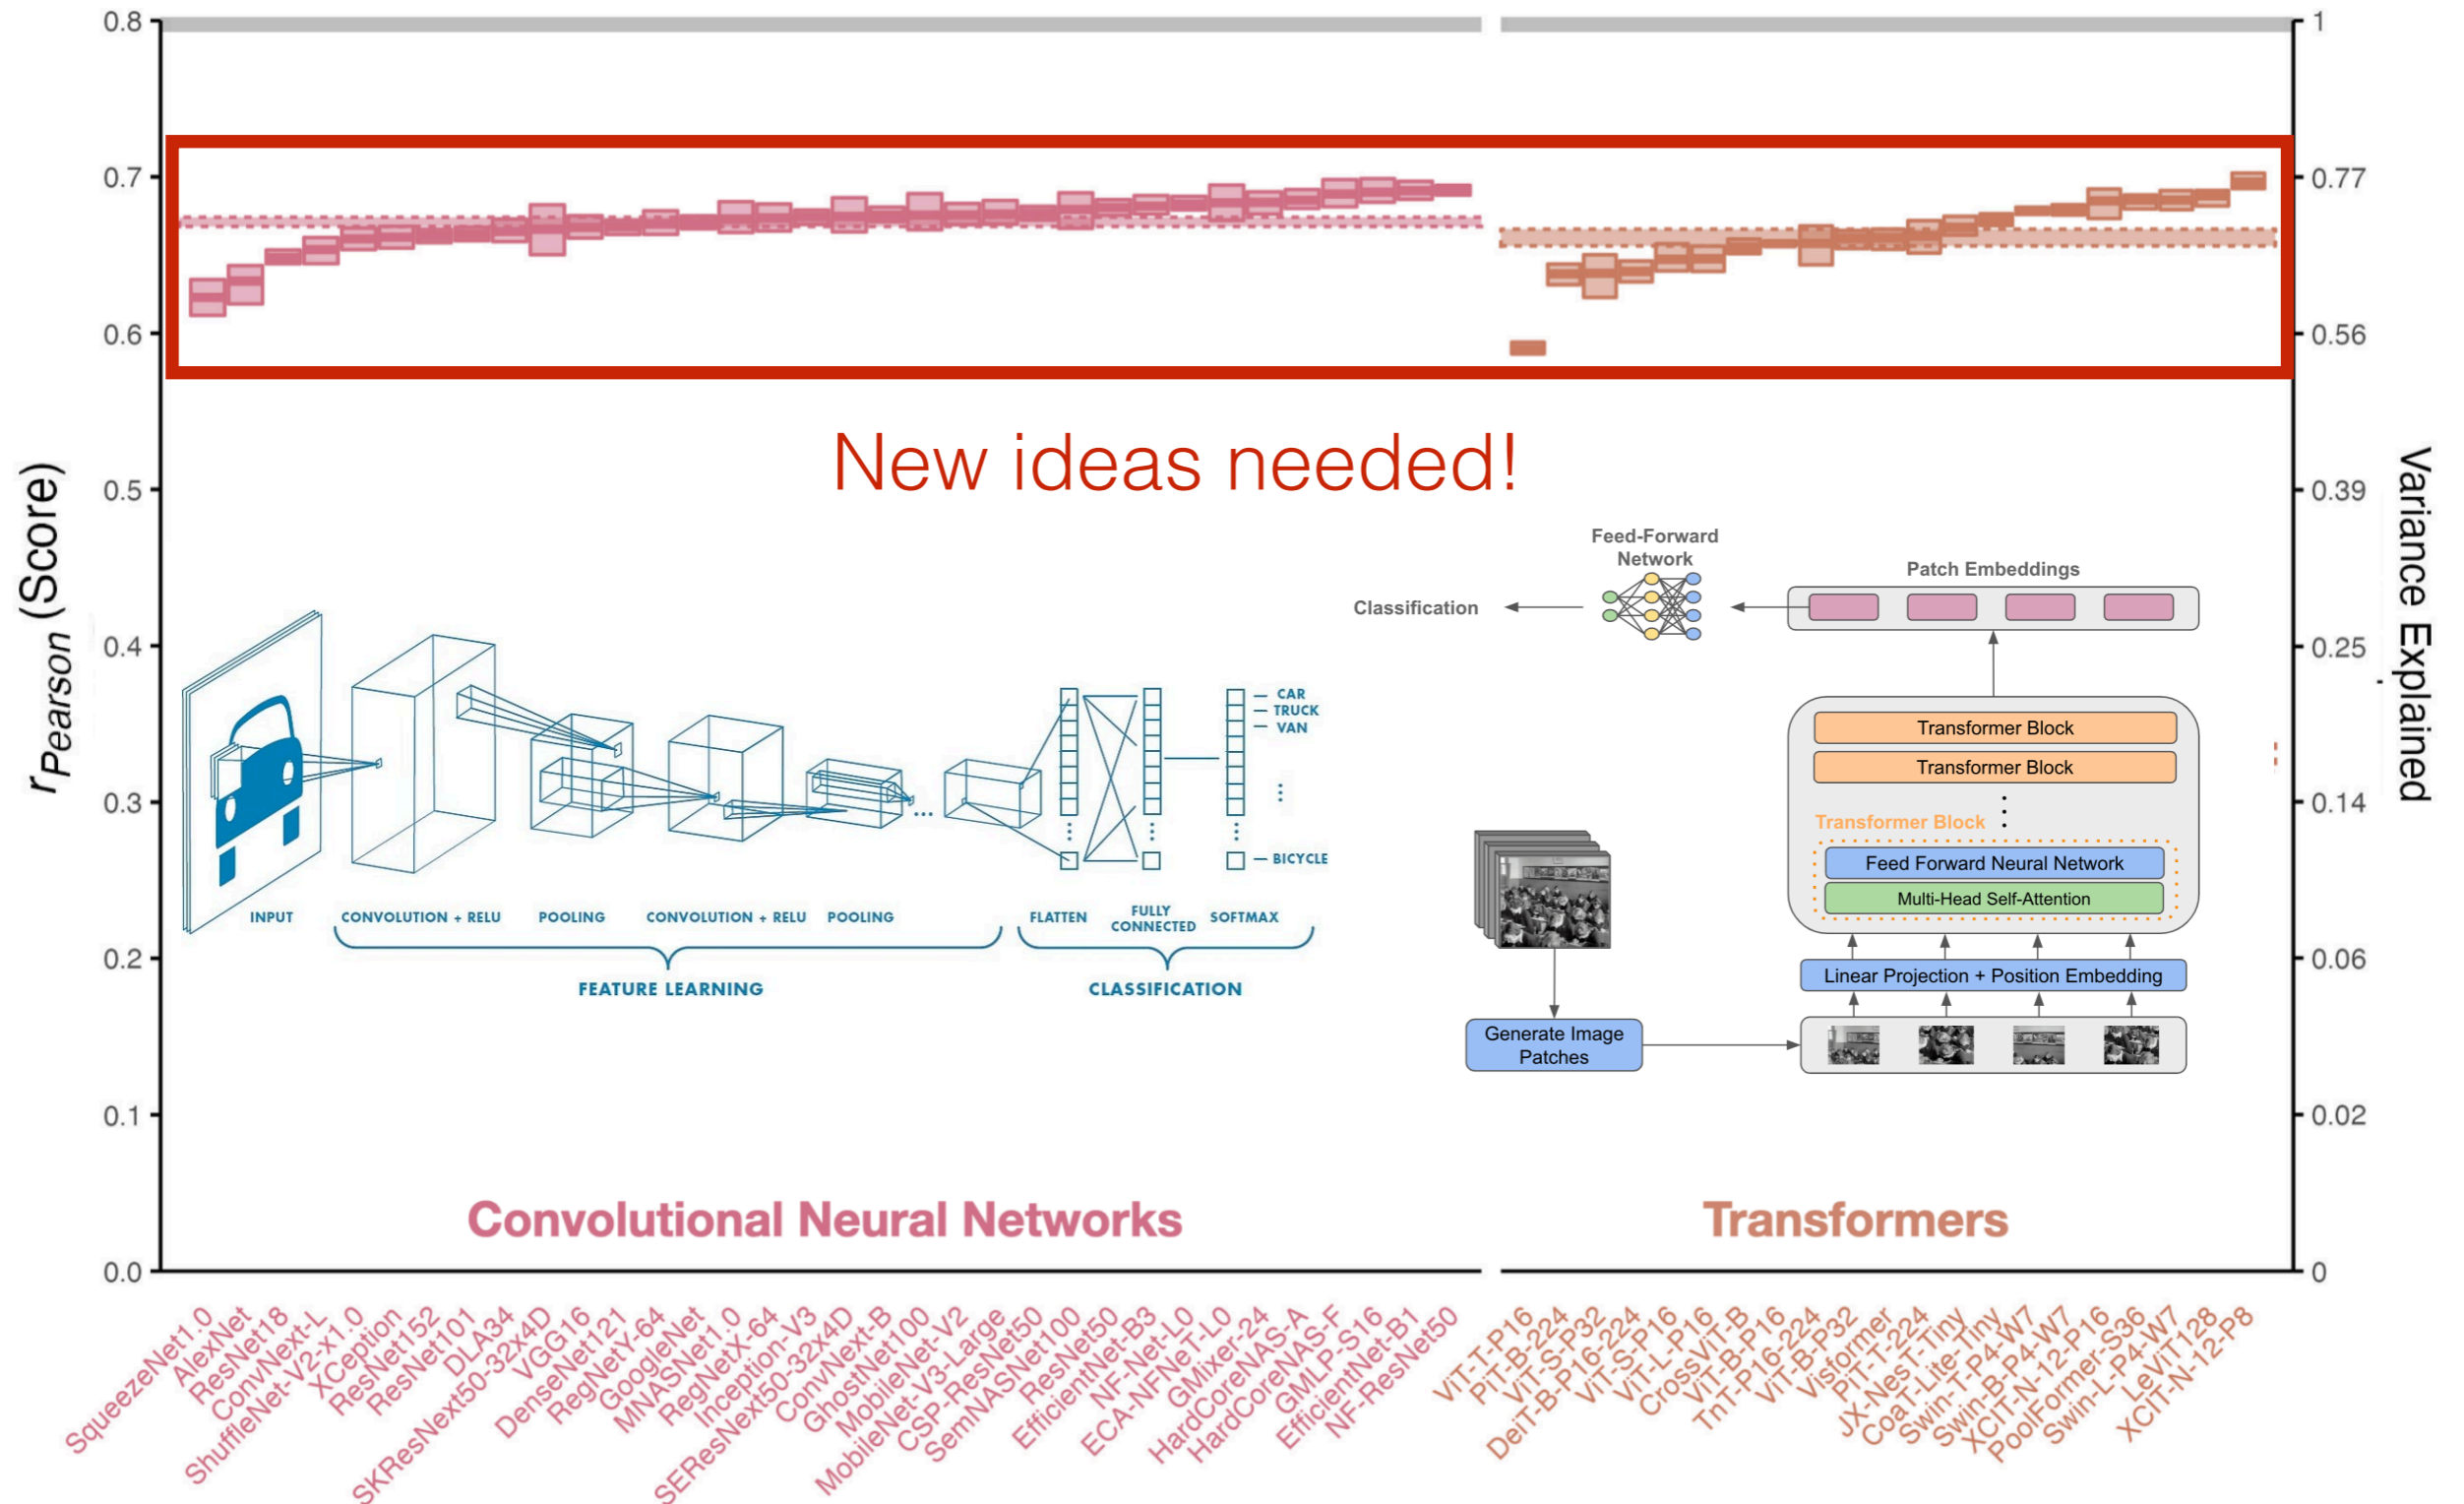 0.8
0.7
0.6
0.5
0.4
0.3
0.2
0.1
0.0
rPearson (Score)
1
0.77
0.56
0.39
0.25
0.14
0.06
0.02
0
Variance Explained
New ideas needed!
CAR
TRUCK
VAN
BICYCLE
INPUT
CONVOLUTION + RELU
POOLING
CONVOLUTION + RELU
POOLING
FLATTEN
FULLY
CONNECTED
SOFTMAX
FEATURE LEARNING
CLASSIFICATION
Feed-Forward
Network
Classification
Patch Embeddings
Transformer Block
Transformer Block
Transformer Block
Feed Forward Neural Network
Multi-Head Self-Attention
Linear Projection + Position Embedding
Generate Image
Patches
Convolutional Neural Networks
Transformers
SqueezeNet1.0
AlexNet
ResNet18
ConvNext-L
ShuffleNet-V2-x1.0
XCeption
ResNet152
ResNet101
DLA34
SKResNext50-32x4D
VGG16
DenseNet121
RegNetY-64
GoogleNet
MNASNet1.0
RegNetX-64
Inception-V3
SEResNext50-32x4D
ConvNext-B
GhostNet100
MobileNet-V2
MobileNet-V3-Large
CSP-ResNet50
SemNASNet100
ResNet50
EfficientNet-B3
NF-Net-L0
ECA-NFNeT-L0
GMixer-24
HardCoreNAS-A
HardCoreNAS-F
GMLP-S16
EfficientNet-B1
NF-ResNet50
ViT-T-P16
PiT-B-224
ViT-S-P32
DeiT-B-P16-224
ViT-S-P16
ViT-L-P16
CrossViT-B
ViT-B-P16
TnT-P16-224
ViT-B-P32
Visformer
PiT-T-224
JX-Nest-Tiny
Coat-Lite-Tiny
Swin-T-P4-W7
Swin-B-P4-W7
XCiT-N-12-P16
PoolFormer-S36
Swin-L-P4-W7
LeViT128
XCiT-N-12-P8